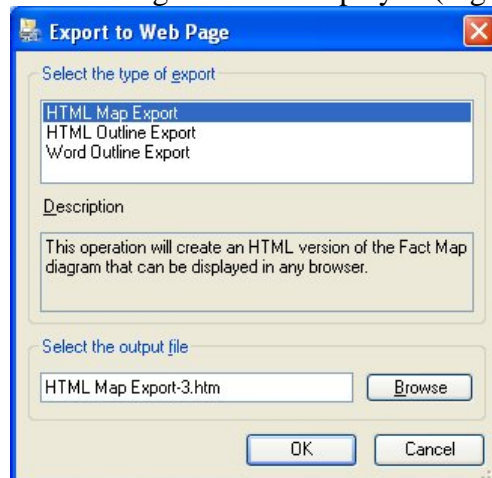 Export to Web Page
Select the type of export
HTML Map Export
HTML Outline Export
Word Outline Export
Description
This operation will create an HTML version of the Fact Map
diagram that can be displayed in any browser.
Select the output file
HTML Map Export-3.htm
Browse
OK
Cancel